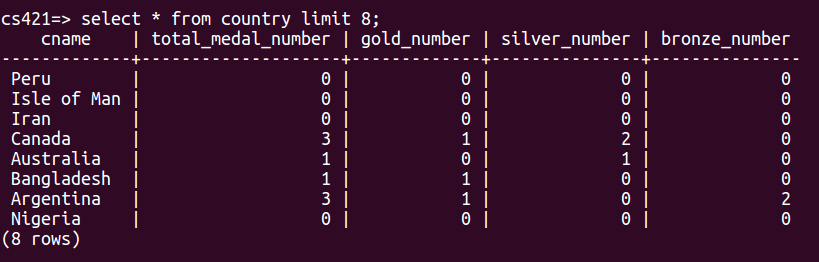 cs421=> select * from country limit 8;
    cname     | total_medal_number | gold_number | silver_number | bronze_number
--------------+--------------------+-------------+---------------+---------------
 Peru         |                  0 |           0 |             0 |             0
 Isle of Man  |                  0 |           0 |             0 |             0
 Iran         |                  0 |           0 |             0 |             0
 Canada       |                  3 |           1 |             2 |             0
 Australia    |                  1 |           0 |             1 |             0
 Bangladesh   |                  1 |           1 |             0 |             0
 Argentina    |                  3 |           1 |             0 |             2
 Nigeria      |                  0 |           0 |             0 |             0
(8 rows)